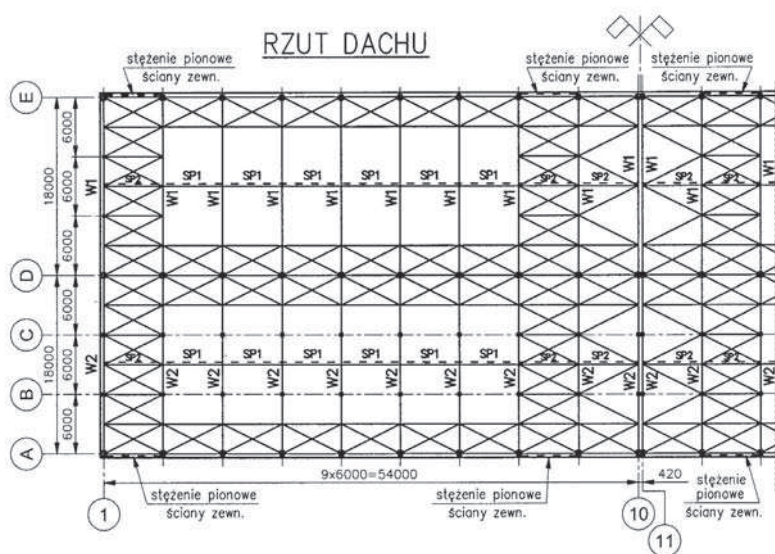 RZUT DACHU
stężenie pionowe
ściany zewn.
stężenie pionowe
ściany zewn.
stężenie pionowe
ściany zewn.
E
6000
W1
SP2
SP1
SP1
SP1
SP1
SP1
SP1
SP2
SP2
SP2
SP2
18000
6000
W1
W1
W1
W1
W1
W1
W1
W1
W1
W1
W1
6000
D
6000
C
W2
SP2
SP1
SP1
SP1
SP1
SP1
SP1
SP2
SP2
SP2
SP2
18000
6000
W2
W2
W2
W2
W2
W2
W2
W2
W2
W2
W2
B
6000
A
9x6000=54000
420
stężenie pionowe
ściany zewn.
stężenie pionowe
ściany zewn.
stężenie
pionowe
ściany zewn.
1
10
11